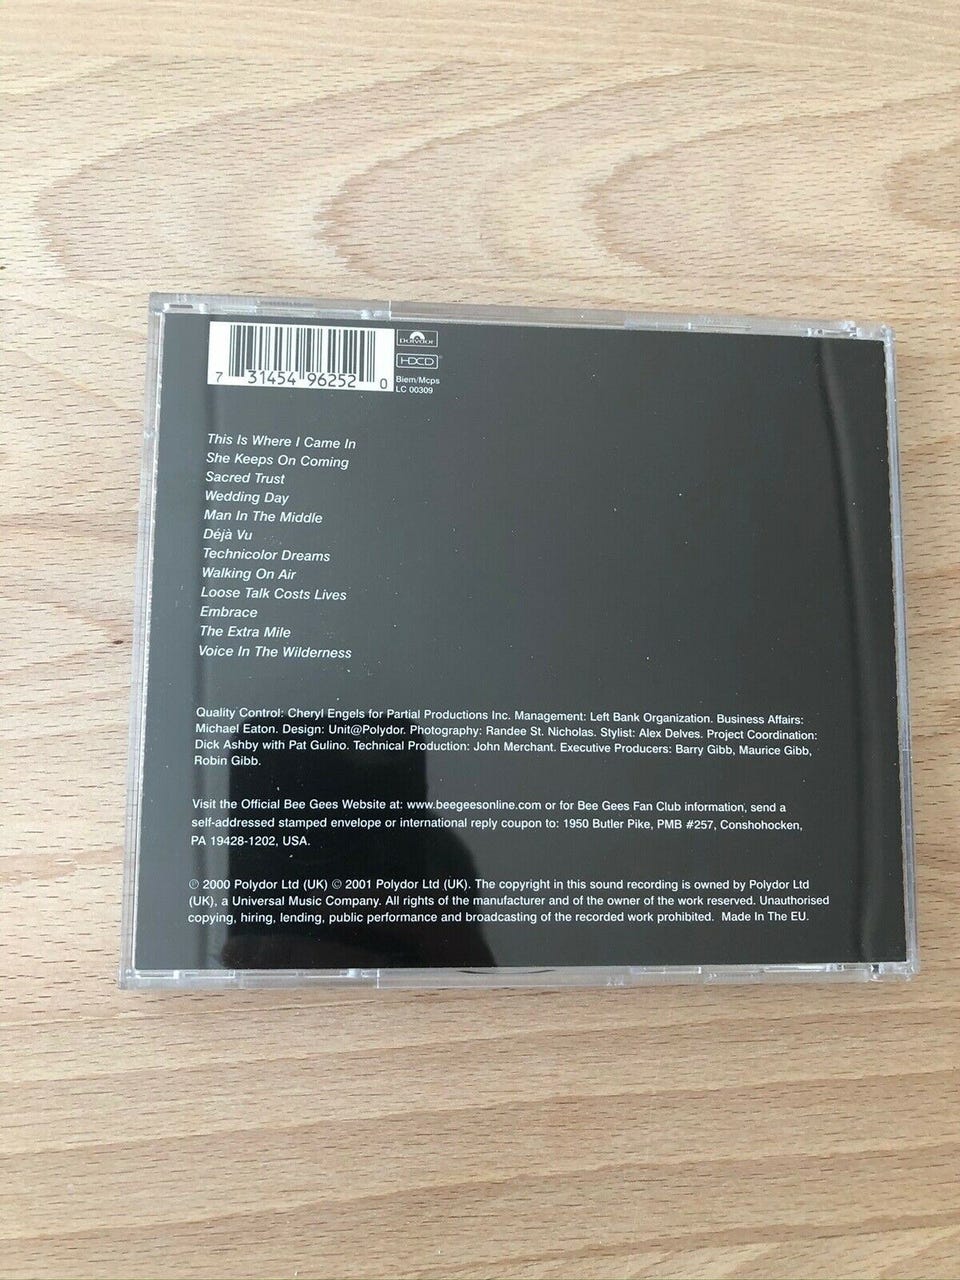 7 31454 96252 0
Polydor
HDCD
Biem/Mcps
LC 00309
This Is Where I Came In
She Keeps On Coming
Sacred Trust
Wedding Day
Man In The Middle
Déjà Vu
Technicolor Dreams
Walking On Air
Loose Talk Costs Lives
Embrace
The Extra Mile
Voice In The Wilderness
Quality Control: Cheryl Engels for Partial Productions Inc. Management: Left Bank Organization. Business Affairs:
Michael Eaton. Design: Unit@Polydor. Photography: Randee St. Nicholas. Stylist: Alex Delves. Project Coordination:
Dick Ashby with Pat Gulino. Technical Production: John Merchant. Executive Producers: Barry Gibb, Maurice Gibb,
Robin Gibb.
Visit the Official Bee Gees Website at: www.beegeesonline.com or for Bee Gees Fan Club information, send a
self-addressed stamped envelope or international reply coupon to: 1950 Butler Pike, PMB #257, Conshohocken,
PA 19428-1202, USA.
℗ 2000 Polydor Ltd (UK) © 2001 Polydor Ltd (UK). The copyright in this sound recording is owned by Polydor Ltd
(UK), a Universal Music Company. All rights of the manufacturer and of the owner of the work reserved. Unauthorised
copying, hiring, lending, public performance and broadcasting of the recorded work prohibited. Made In The EU.